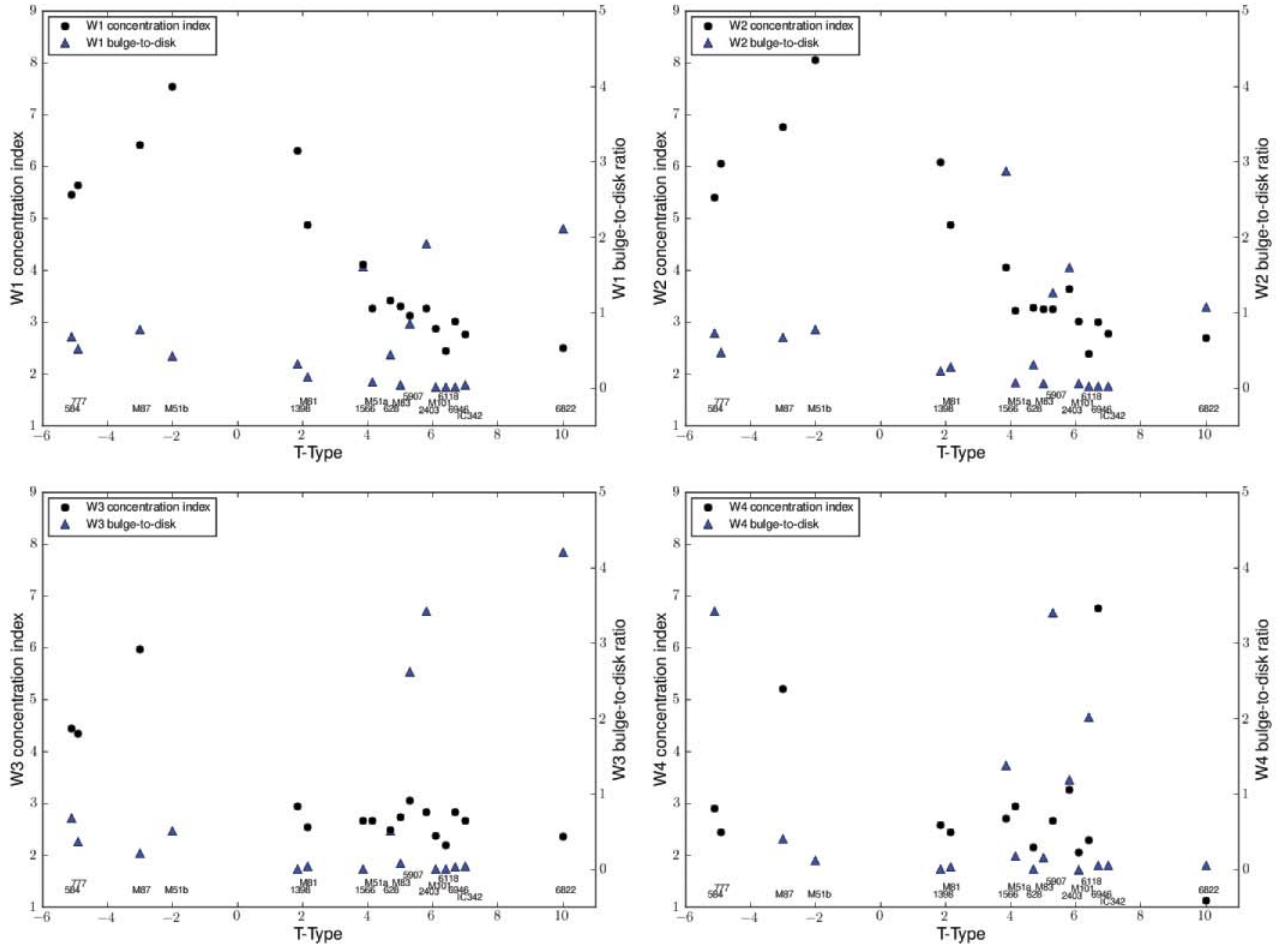 W1 concentration index
W1 bulge-to-disk
9
8
7
6
5
4
3
2
1
5
4
3
2
1
0
W1 concentration index
W1 bulge-to-disk ratio
584
777
M87
M51b
1398
M81
1566
M51a
628
M83
5907
2403
M101
6118
6946
IC342
6822
−6 −4 −2 0 2 4 6 8 10
T-Type
W2 concentration index
W2 bulge-to-disk
9
8
7
6
5
4
3
2
1
5
4
3
2
1
0
W2 concentration index
W2 bulge-to-disk ratio
584
777
M87
M51b
1398
M81
1566
M51a
628
M83
5907
2403
M101
6118
6946
IC342
6822
−6 −4 −2 0 2 4 6 8 10
T-Type
W3 concentration index
W3 bulge-to-disk
9
8
7
6
5
4
3
2
1
5
4
3
2
1
0
W3 concentration index
W3 bulge-to-disk ratio
584
777
M87
M51b
1398
M81
1566
M51a
628
M83
5907
2403
M101
6118
6946
IC342
6822
−6 −4 −2 0 2 4 6 8 10
T-Type
W4 concentration index
W4 bulge-to-disk
9
8
7
6
5
4
3
2
1
5
4
3
2
1
0
W4 concentration index
W4 bulge-to-disk ratio
584
777
M87
M51b
1398
M81
1566
M51a
628
M83
5907
2403
M101
6118
6946
IC342
6822
−6 −4 −2 0 2 4 6 8 10
T-Type